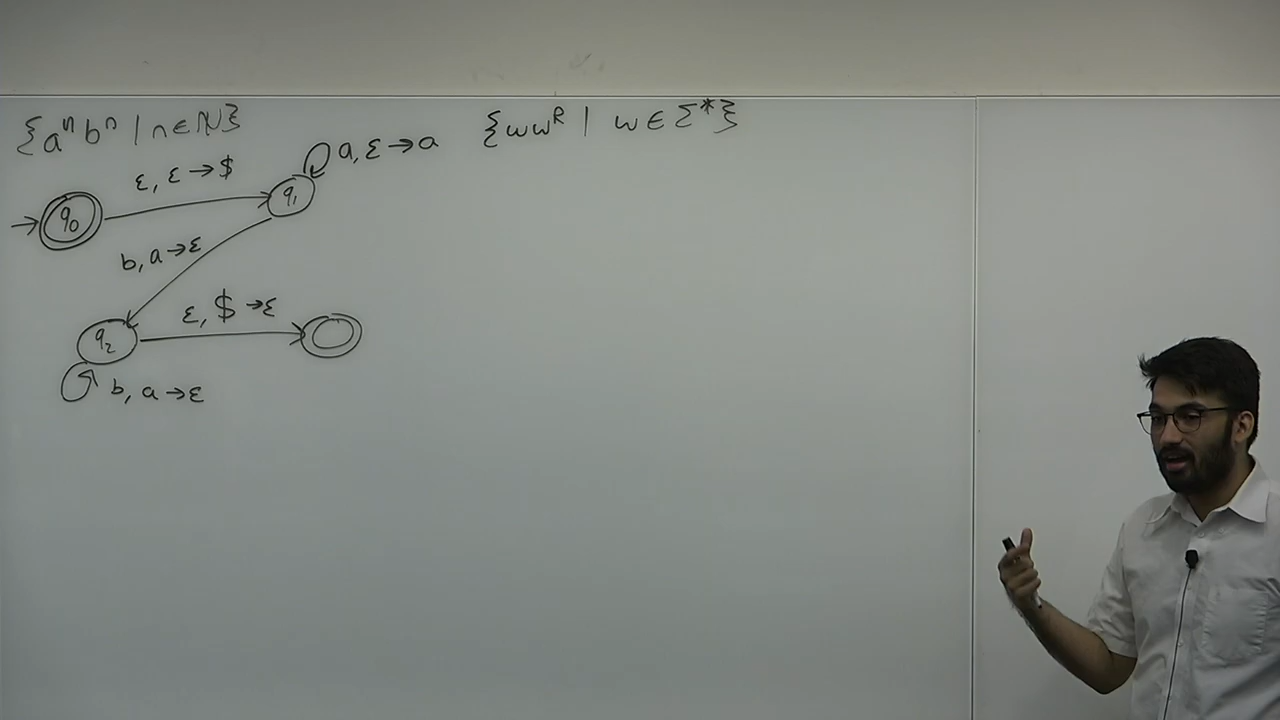 {aⁿbⁿ | n∈ℕ}
{wwᴿ | w∈Σ*}
a, ε→a
ε, ε→$
q₀
q₁
b, a→ε
ε, $→ε
q₂
b, a→ε